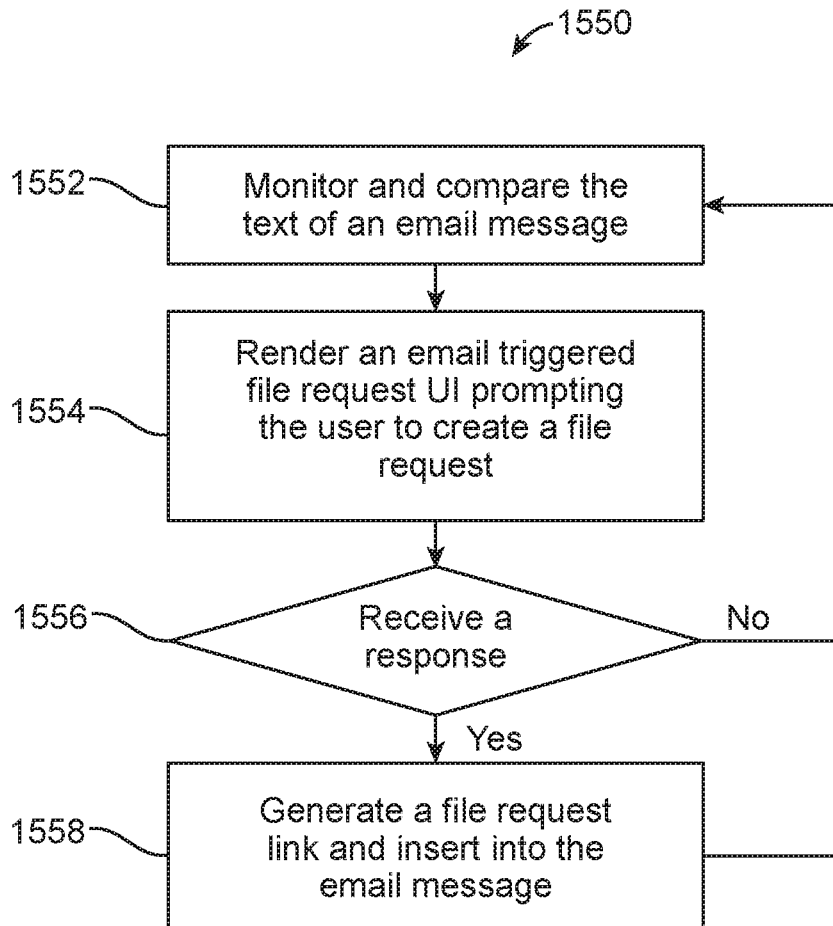 1550
1552
Monitor and compare the
text of an email message
Render an email triggered
file request UI prompting
the user to create a file
request
1554
1556
Receive a
response
No
Yes
Generate a file request
link and insert into the
email message
1558